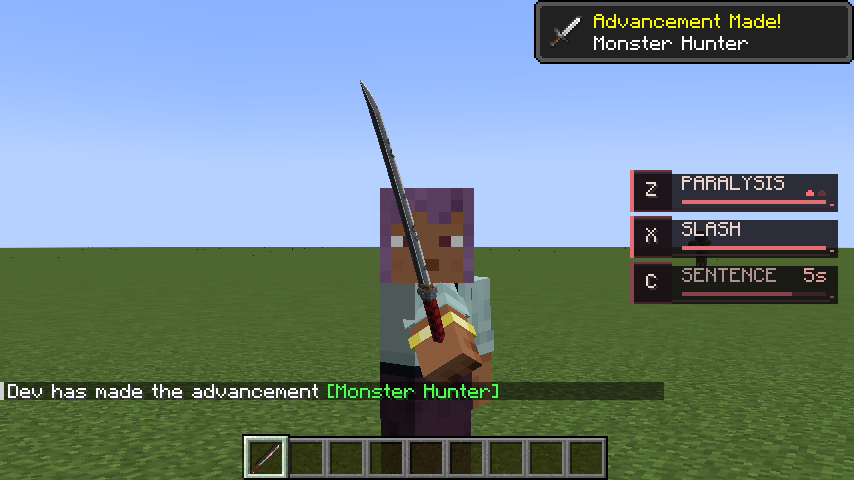 Advancement Made!
Monster Hunter
Z PARALYSIS
X SLASH
C SENTENCE 5s
Dev has made the advancement [Monster Hunter]